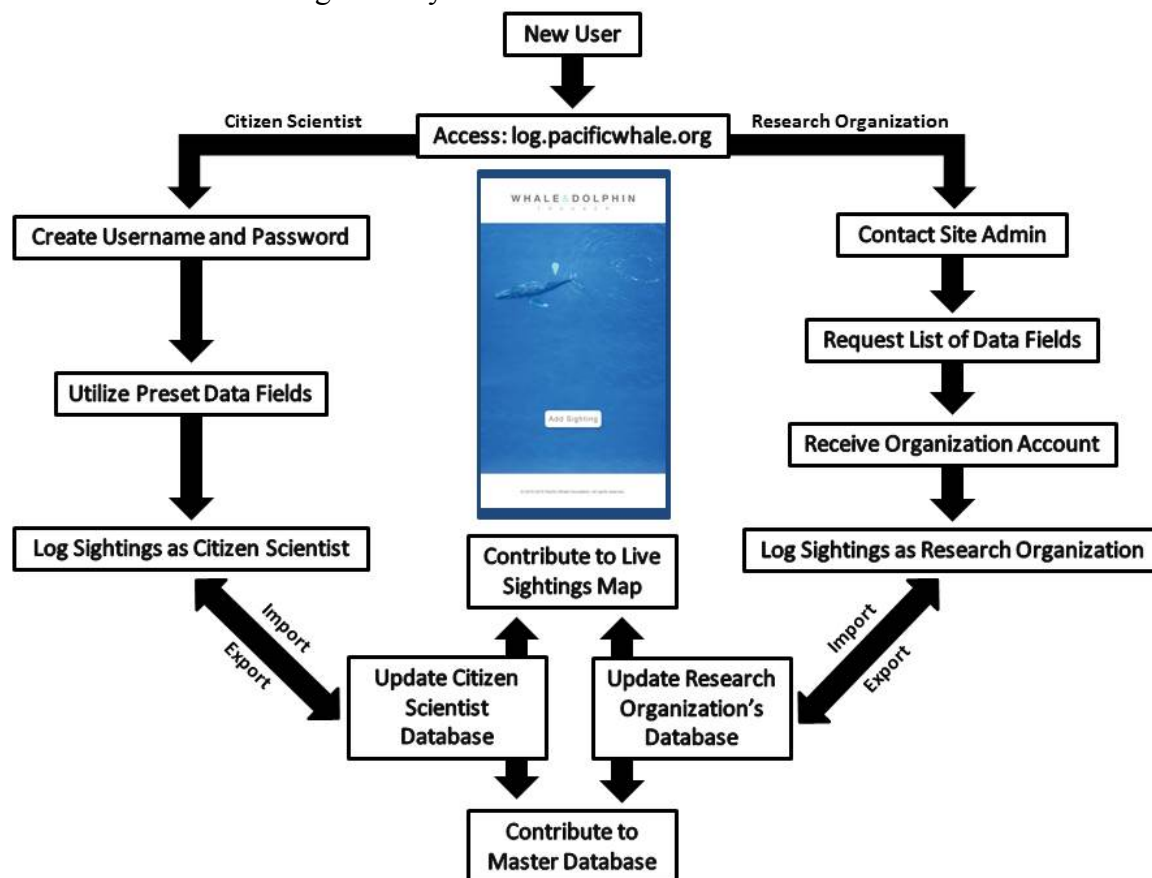 New User
Citizen Scientist
Access: log.pacificwhale.org
Research Organization
WHALE&DOLPHIN
TRACKER
Create Username and Password
Contact Site Admin
Request List of Data Fields
Utilize Preset Data Fields
Add Sighting
Receive Organization Account
Log Sightings as Citizen Scientist
Contribute to Live
Sightings Map
Log Sightings as Research Organization
Import
Export
Import
Export
Update Citizen
Scientist
Database
Update Research
Organization's
Database
Contribute to
Master Database